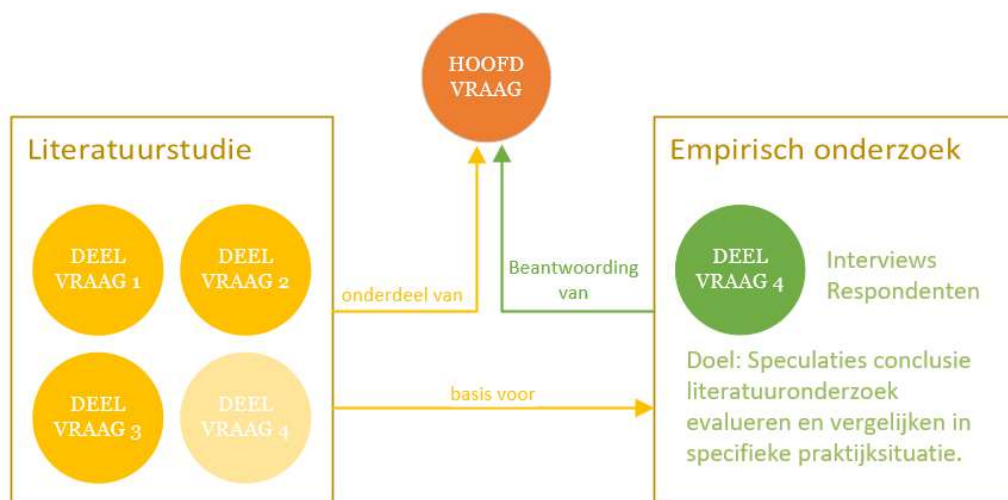 HOOFD
VRAAG
Literatuurstudie
DEEL
VRAAG 1
DEEL
VRAAG 2
DEEL
VRAAG 3
DEEL
VRAAG 4
onderdeel van
Beantwoording
van
basis voor
Empirisch onderzoek
DEEL
VRAAG 4
Interviews
Respondenten
Doel: Speculaties conclusie
literatuuronderzoek
evalueren en vergelijken in
specifieke praktijksituatie.